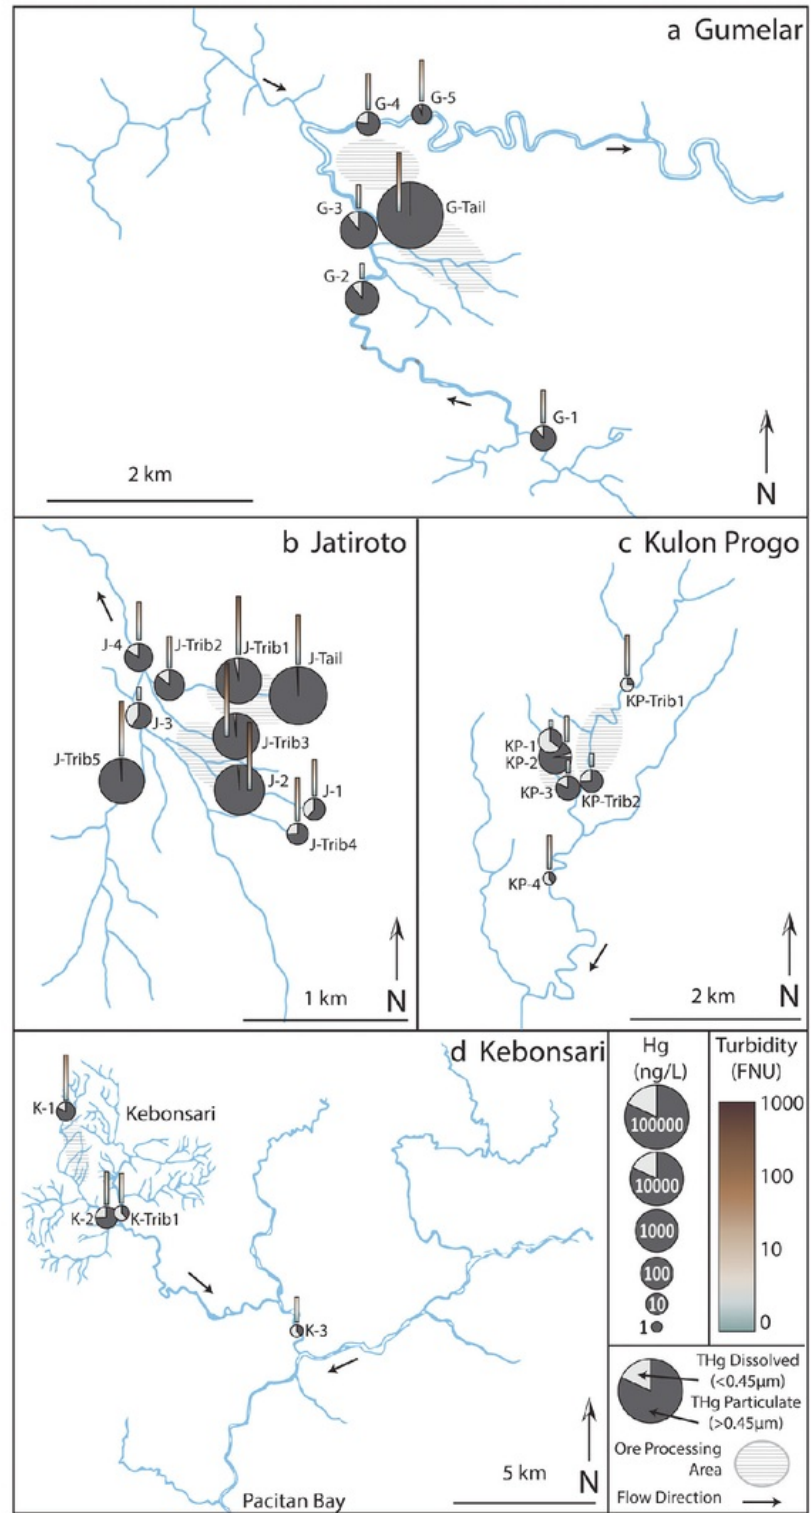 a Gumelar
G-4
G-5
G-3
G-Tail
G-2
G-1
2 km
N
b Jatiroto
J-4
J-Trib2
J-Trib1
J-Tail
J-3
J-Trib3
J-Trib5
J-2
J-1
J-Trib4
1 km
N
c Kulon Progo
KP-Trib1
KP-1
KP-2
KP-3
KP-Trib2
KP-4
2 km
N
d Kebonsari
K-1
Kebonsari
K-2
K-Trib1
K-3
5 km
N
Pacitan Bay
Hg
(ng/L)
100000
10000
1000
100
10
1
Turbidity
(FNU)
1000
100
10
0
THg Dissolved
(<0.45µm)
THg Particulate
(>0.45µm)
Ore Processing
Area
Flow Direction